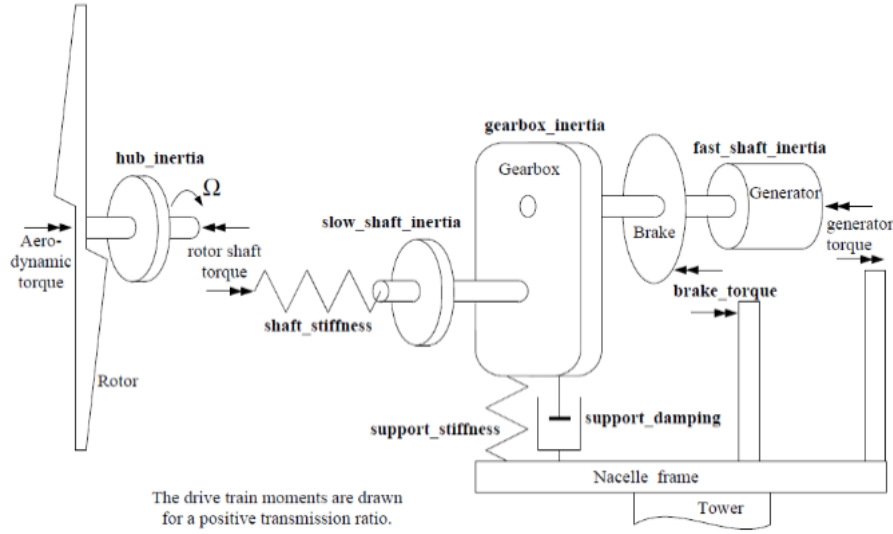 gearbox_inertia
Gearbox
fast_shaft_inertia
Generator
hub_inertia
Ω
slow_shaft_inertia
Brake
generator
torque
Aero-
dynamic
torque
rotor shaft
torque
brake_torque
shaft_stiffness
Rotor
support_stiffness
support_damping
Nacelle frame
Tower
The drive train moments are drawn
for a positive transmission ratio.